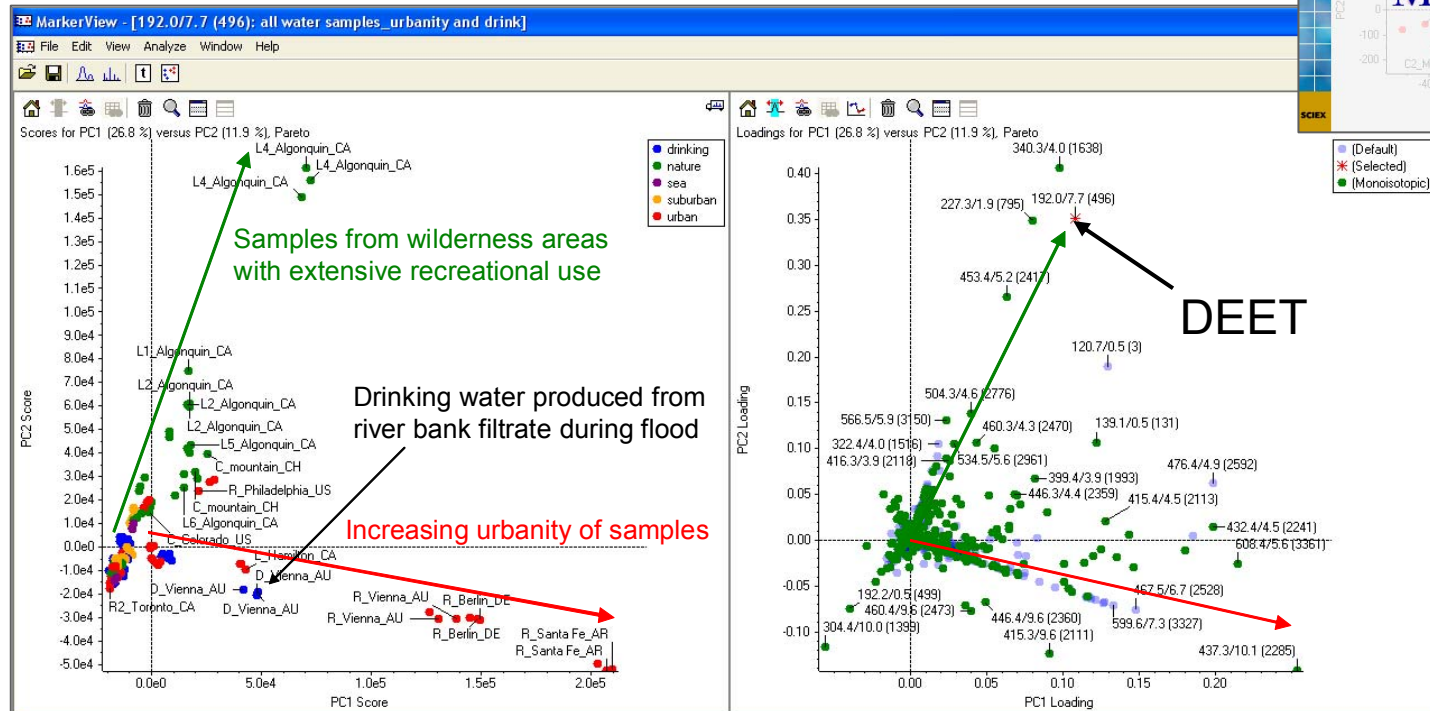 MarkerView - [192.0/7.7 (496): all water samples_urbanity and drink]
File Edit View Analyze Window Help
t
Scores for PC1 (26.8 %) versus PC2 (11.9 %), Pareto
drinking
nature
sea
suburban
urban
L4_Algonquin_CA
L4_Algonquin_CA
L4_Algonquin_CA
Samples from wilderness areas
with extensive recreational use
L1_Algonquin_CA
L2_Algonquin_CA
L2_Algonquin_CA
L2_Algonquin_CA
L5_Algonquin_CA
C_mountain_CH
R_Philadelphia_US
C_mountain_CH
L6_Algonquin_CA
C_Colorado_US
Drinking water produced from
river bank filtrate during flood
Increasing urbanity of samples
L_Hamilton_CA
D_Vienna_AU
D_Vienna_AU
D_Vienna_AU
R2_Toronto_CA
R_Vienna_AU
R_Vienna_AU
R_Berlin_DE
R_Berlin_DE
R_Santa Fe_AR
R_Santa Fe_AR
1.6e5
1.5e5
1.4e5
1.3e5
1.2e5
1.1e5
1.0e5
9.0e4
8.0e4
7.0e4
6.0e4
5.0e4
4.0e4
3.0e4
2.0e4
1.0e4
0.0e0
-1.0e4
-2.0e4
-3.0e4
-4.0e4
-5.0e4
PC2 Score
0.0e0 5.0e4 1.0e5 1.5e5 2.0e5
PC1 Score
Loadings for PC1 (26.8 %) versus PC2 (11.9 %), Pareto
(Default)
(Selected)
(Monoisotopic)
340.3/4.0 (1638)
227.3/1.9 (795)
192.0/7.7 (496)
453.4/5.2 (2417)
DEET
120.7/0.5 (3)
504.3/4.6 (2776)
566.5/5.9 (3150)
460.3/4.3 (2470)
139.1/0.5 (131)
322.4/4.0 (1516)
416.3/3.9 (2118)
534.5/5.6 (2961)
476.4/4.9 (2592)
399.4/3.9 (1993)
446.3/4.4 (2359)
415.4/4.5 (2113)
432.4/4.5 (2241)
608.4/5.6 (3361)
192.2/0.5 (499)
460.4/9.6 (2473)
304.4/10.0 (1399)
446.4/9.6 (2360)
415.3/9.6 (2111)
467.5/6.7 (2528)
599.6/7.3 (3327)
437.3/10.1 (2285)
0.40
0.35
0.30
0.25
0.20
0.15
0.10
0.05
0.00
-0.05
-0.10
PC2 Loading
0.00 0.05 0.10 0.15 0.20
PC1 Loading
PC2
0
-100
-200
SCIEX